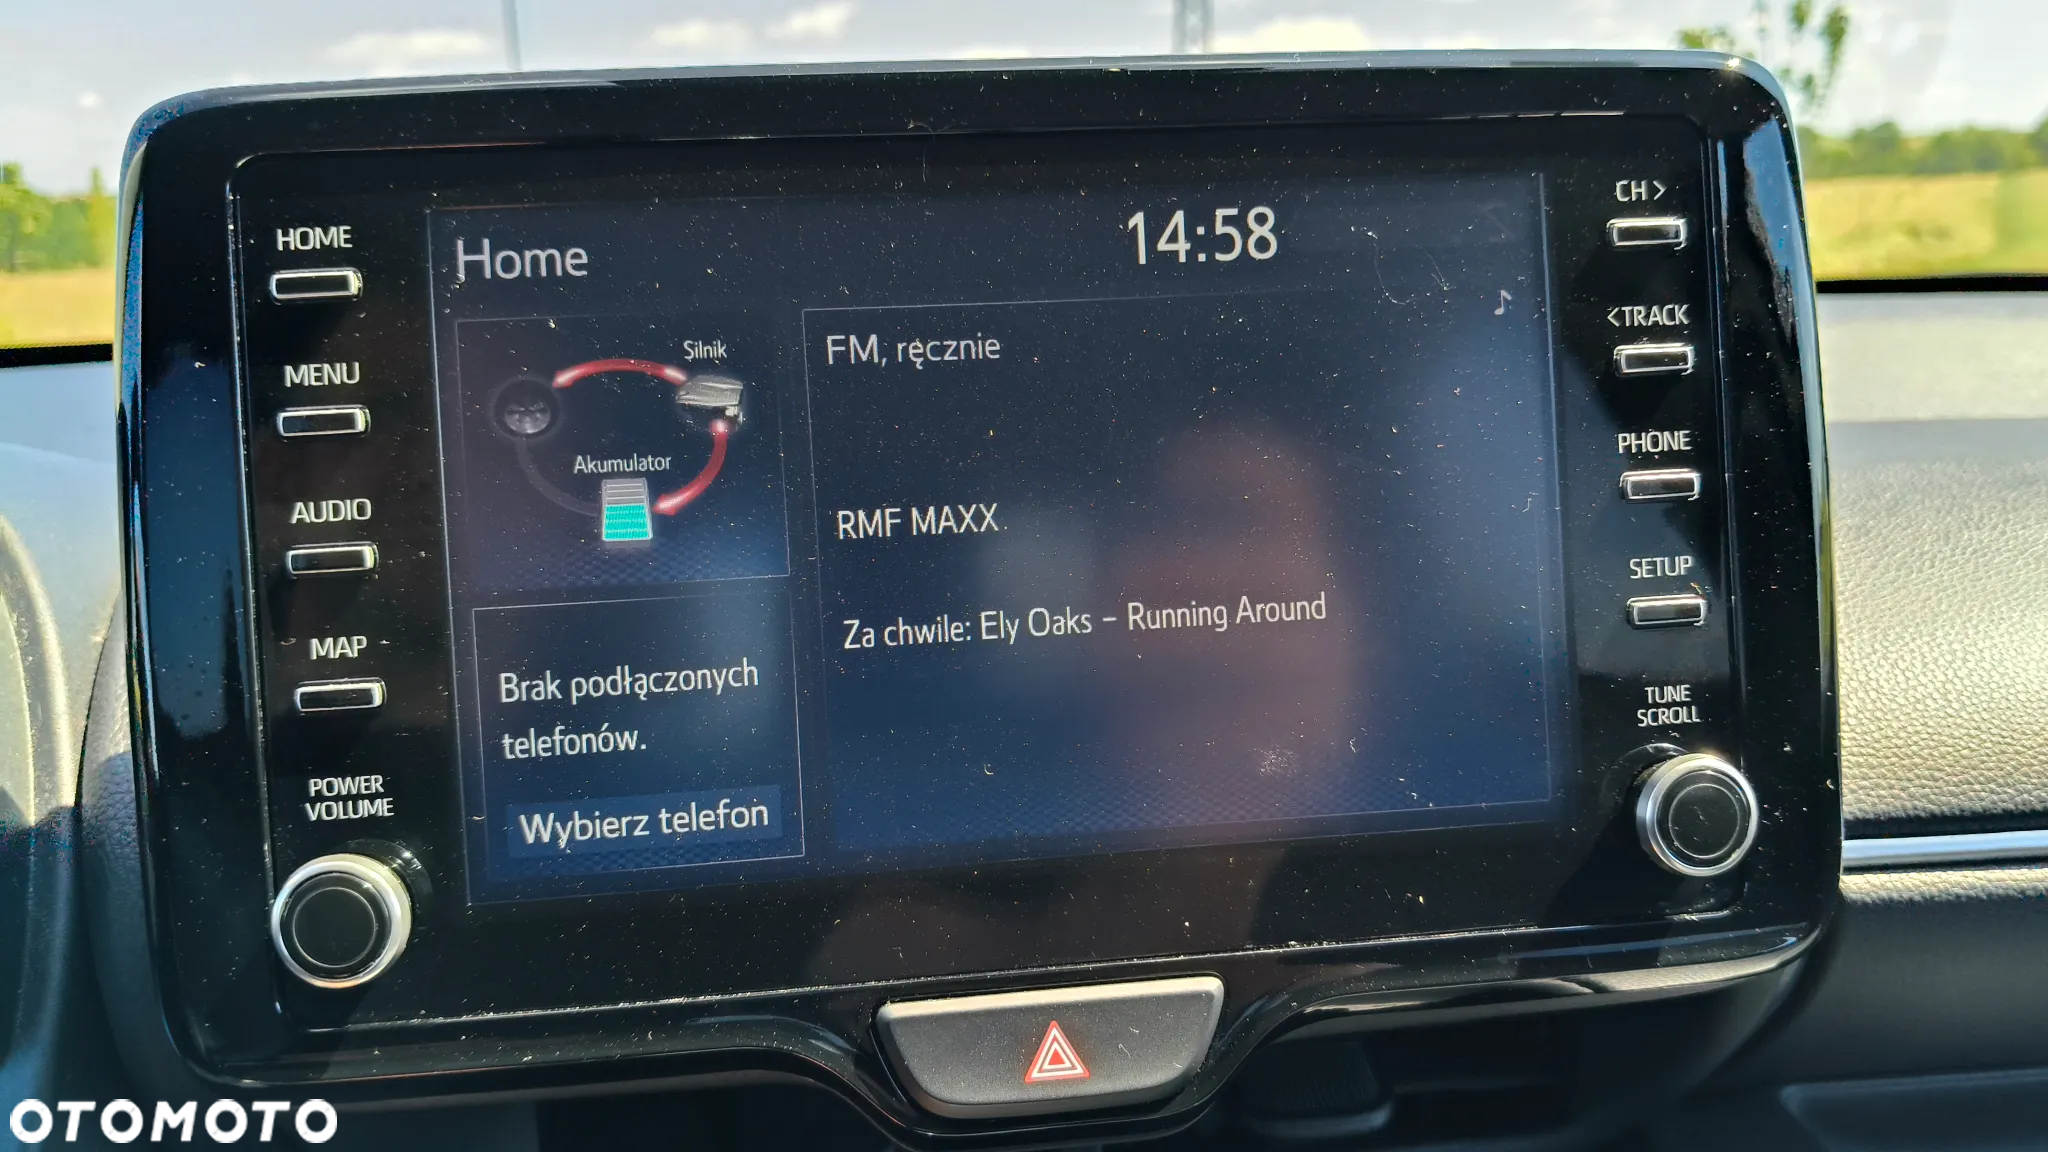 HOME
MENU
AUDIO
MAP
POWER
VOLUME
Home
14:58
Silnik
Akumulator
FM, ręcznie
RMF MAXX
Za chwile: Ely Oaks - Running Around
Brak podłączonych
telefonów.
Wybierz telefon
CH >
< TRACK
PHONE
SETUP
TUNE
SCROLL
OTOMOTO